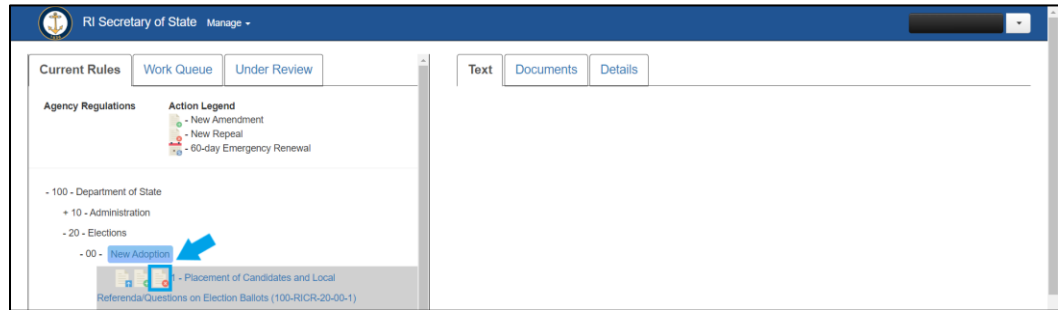 RI Secretary of State Manage
Current Rules Work Queue Under Review
Text Documents Details
Agency Regulations Action Legend
- New Amendment
- New Repeal
- 60-day Emergency Renewal
- 100 - Department of State
+ 10 - Administration
- 20 - Elections
- 00 - New Adoption
1 - Placement of Candidates and Local
Referenda/Questions on Election Ballots (100-RICR-20-00-1)